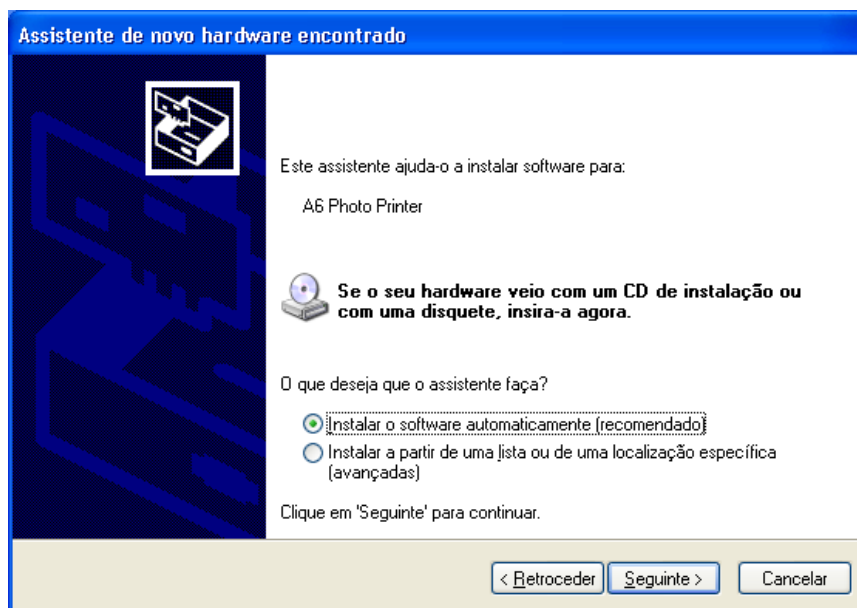 Assistente de novo hardware encontrado
Este assistente ajuda-o a instalar software para:
A6 Photo Printer
Se o seu hardware veio com um CD de instalação ou
com uma disquete, insira-a agora.
O que deseja que o assistente faça?
Instalar o software automaticamente (recomendado)
Instalar a partir de uma lista ou de uma localização específica
(avançadas)
Clique em 'Seguinte' para continuar.
< Retroceder
Seguinte >
Cancelar